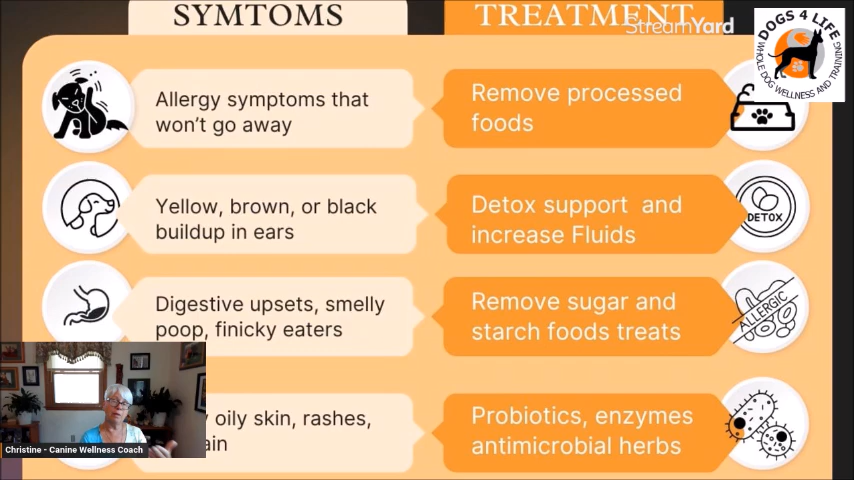 SYMTOMS
TREATMENT
StreamYard
DOGS 4 LIFE
WHOLE DOG WELLNESS AND TRAINING
Allergy symptoms that
won't go away
Remove processed
foods
Yellow, brown, or black
buildup in ears
Detox support and
increase Fluids
DETOX
Digestive upsets, smelly
poop, finicky eaters
Remove sugar and
starch foods treats
ALLERGIC
oily skin, rashes,
Probiotics, enzymes
antimicrobial herbs
Christine - Canine Wellness Coach